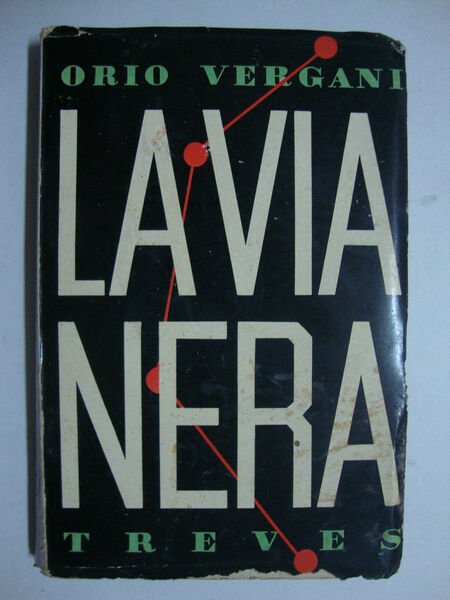 ORIO VERGANI
LA VIA
NERA
TREVES